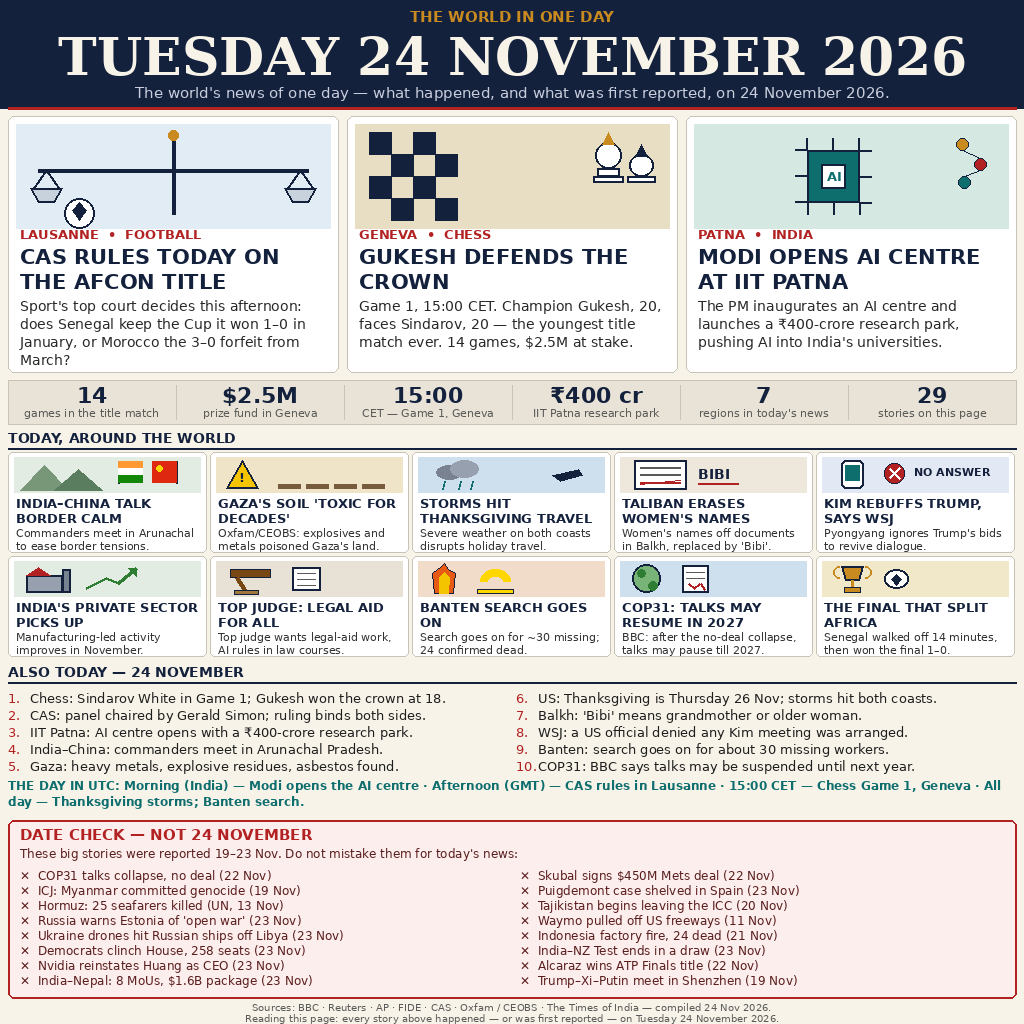 THE WORLD IN ONE DAY
TUESDAY 24 NOVEMBER 2026
The world's news of one day — what happened, and what was first reported, on 24 November 2026.
LAUSANNE • FOOTBALL
CAS RULES TODAY ON
THE AFCON TITLE
Sport's top court decides this afternoon:
does Senegal keep the Cup it won 1–0 in
January, or Morocco the 3–0 forfeit from
March?
GENEVA • CHESS
GUKESH DEFENDS THE
CROWN
Game 1, 15:00 CET. Champion Gukesh, 20,
faces Sindarov, 20 — the youngest title
match ever. 14 games, $2.5M at stake.
AI
PATNA • INDIA
MODI OPENS AI CENTRE
AT IIT PATNA
The PM inaugurates an AI centre and
launches a ₹400-crore research park,
pushing AI into India's universities.
14
games in the title match
$2.5M
prize fund in Geneva
15:00
CET — Game 1, Geneva
₹400 cr
IIT Patna research park
7
regions in today's news
29
stories on this page
TODAY, AROUND THE WORLD
INDIA–CHINA TALK
BORDER CALM
Commanders meet in Arunachal
to ease border tensions.
!
GAZA'S SOIL 'TOXIC FOR
DECADES'
Oxfam/CEOBS: explosives and
metals poisoned Gaza's land.
STORMS HIT
THANKSGIVING TRAVEL
Severe weather on both coasts
disrupts holiday travel.
BIBI
TALIBAN ERASES
WOMEN'S NAMES
Women's names off documents
in Balkh, replaced by 'Bibi'.
NO ANSWER
KIM REBUFFS TRUMP,
SAYS WSJ
Pyongyang ignores Trump's bids
to revive dialogue.
INDIA'S PRIVATE SECTOR
PICKS UP
Manufacturing-led activity
improves in November.
TOP JUDGE: LEGAL AID
FOR ALL
Top judge wants legal-aid work,
AI rules in law courses.
BANTEN SEARCH GOES
ON
Search goes on for ~30 missing;
24 confirmed dead.
COP31: TALKS MAY
RESUME IN 2027
BBC: after the no-deal collapse,
talks may pause till 2027.
THE FINAL THAT SPLIT
AFRICA
Senegal walked off 14 minutes,
then won the final 1–0.
ALSO TODAY — 24 NOVEMBER
1. Chess: Sindarov White in Game 1; Gukesh won the crown at 18.
2. CAS: panel chaired by Gerald Simon; ruling binds both sides.
3. IIT Patna: AI centre opens with a ₹400-crore research park.
4. India–China: commanders meet in Arunachal Pradesh.
5. Gaza: heavy metals, explosive residues, asbestos found.
6. US: Thanksgiving is Thursday 26 Nov; storms hit both coasts.
7. Balkh: 'Bibi' means grandmother or older woman.
8. WSJ: a US official denied any Kim meeting was arranged.
9. Banten: search goes on for about 30 missing workers.
10. COP31: BBC says talks may be suspended until next year.
THE DAY IN UTC: Morning (India) — Modi opens the AI centre · Afternoon (GMT) — CAS rules in Lausanne · 15:00 CET — Chess Game 1, Geneva · All
day — Thanksgiving storms; Banten search.
DATE CHECK — NOT 24 NOVEMBER
These big stories were reported 19–23 Nov. Do not mistake them for today's news:
✕ COP31 talks collapse, no deal (22 Nov)
✕ ICJ: Myanmar committed genocide (19 Nov)
✕ Hormuz: 25 seafarers killed (UN, 13 Nov)
✕ Russia warns Estonia of 'open war' (23 Nov)
✕ Ukraine drones hit Russian ships off Libya (23 Nov)
✕ Democrats clinch House, 258 seats (23 Nov)
✕ Nvidia reinstates Huang as CEO (23 Nov)
✕ India–Nepal: 8 MoUs, $1.6B package (23 Nov)
✕ Skubal signs $450M Mets deal (22 Nov)
✕ Puigdemont case shelved in Spain (23 Nov)
✕ Tajikistan begins leaving the ICC (20 Nov)
✕ Waymo pulled off US freeways (11 Nov)
✕ Indonesia factory fire, 24 dead (21 Nov)
✕ India–NZ Test ends in a draw (23 Nov)
✕ Alcaraz wins ATP Finals title (22 Nov)
✕ Trump–Xi–Putin meet in Shenzhen (19 Nov)
Sources: BBC · Reuters · AP · FIDE · CAS · Oxfam / CEOBS · The Times of India — compiled 24 Nov 2026.
Reading this page: every story above happened — or was first reported — on Tuesday 24 November 2026.